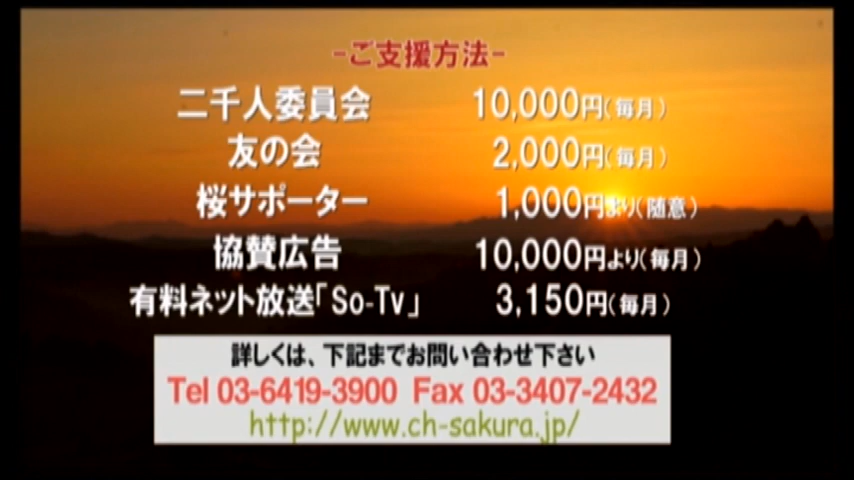 -ご支援方法-
二千人委員会 10,000円(毎月)
友の会 2,000円(毎月)
桜サポーター 1,000円より(随意)
協賛広告 10,000円より(毎月)
有料ネット放送「So-Tv」 3,150円(毎月)
詳しくは、下記までお問い合わせ下さい
Tel 03-6419-3900 Fax 03-3407-2432
http://www.ch-sakura.jp/